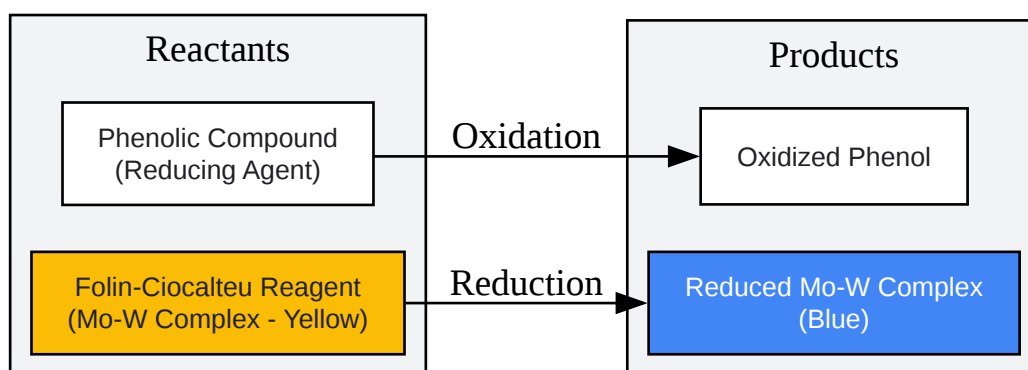 Reactants
Products
Phenolic Compound
(Reducing Agent)
Oxidation
Oxidized Phenol
Folin-Ciocalteu Reagent
(Mo-W Complex - Yellow)
Reduction
Reduced Mo-W Complex
(Blue)